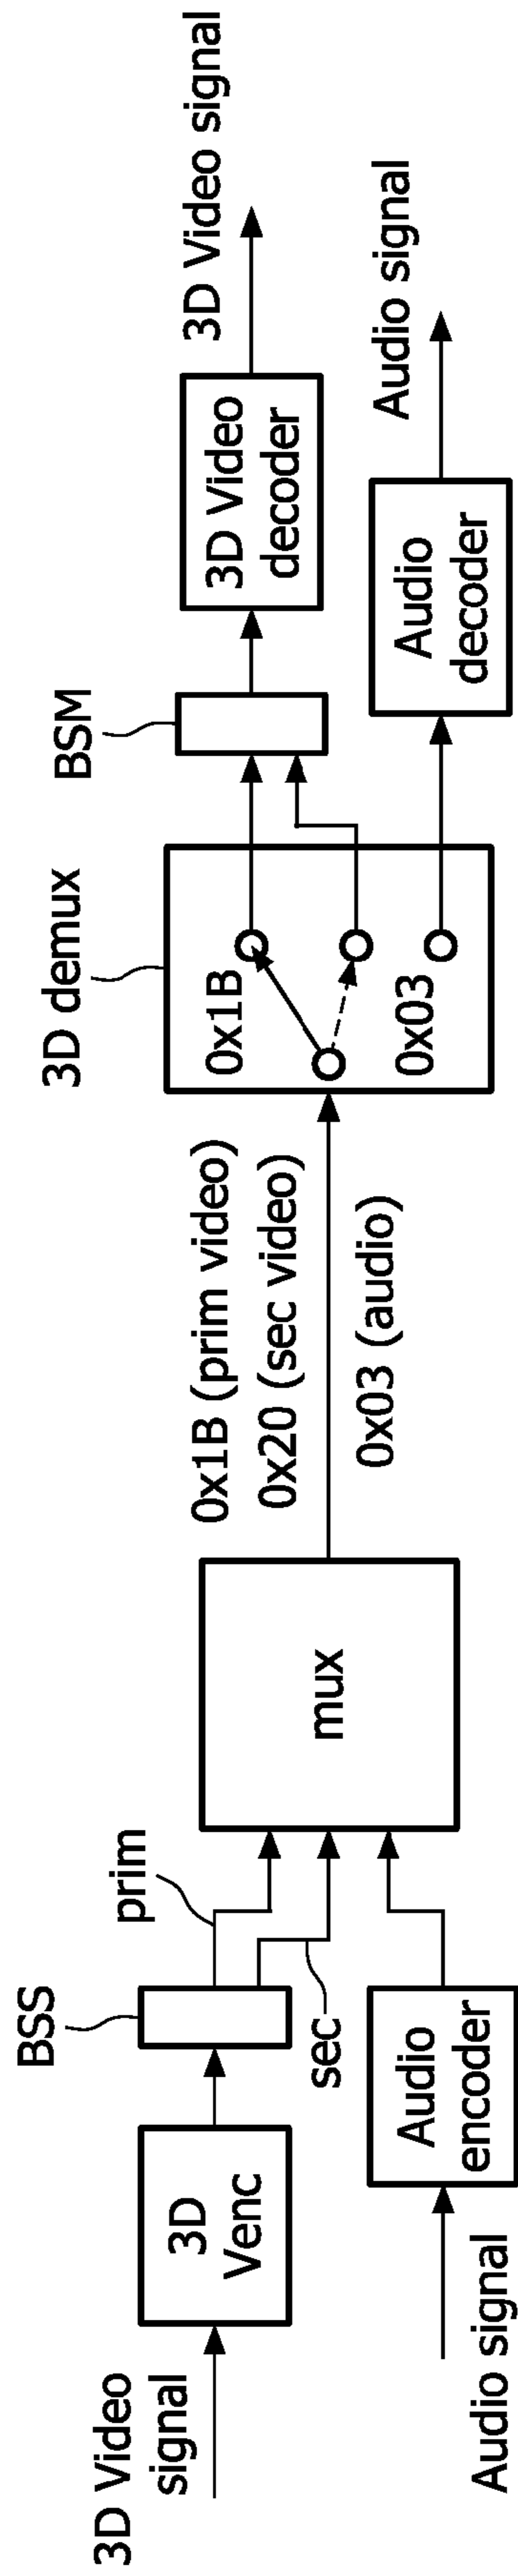 3D Video
signal
3D
Venc
BSS
prim
sec
Audio signal
Audio
encoder
mux
0x1B (prim video)
0x20 (sec video)
0x03 (audio)
3D demux
0x1B
0x03
BSM
3D Video
decoder
3D Video signal
Audio
decoder
Audio signal